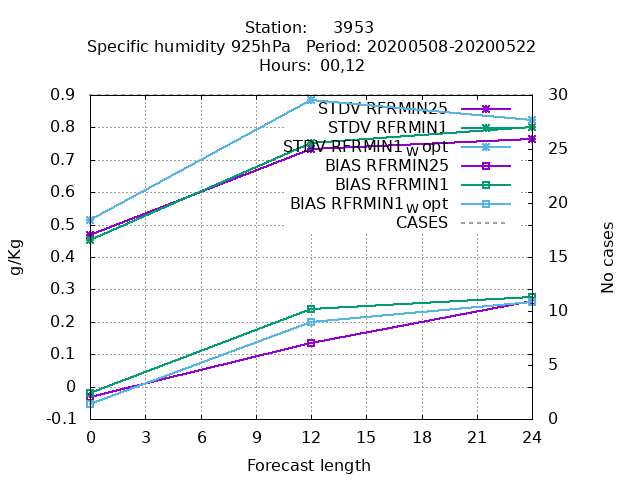 Station: 3953
Specific humidity 925hPa Period: 20200508-20200522
Hours: 00,12
0.9
0.8
0.7
0.6
0.5
0.4
0.3
0.2
0.1
0
-0.1
g/Kg
STDV RFRMIN25
STDV RFRMIN1
STDV RFRMIN1W opt
BIAS RFRMIN25
BIAS RFRMIN1
BIAS RFRMIN1W opt
CASES
30
25
20
15
10
5
0
No cases
0 3 6 9 12 15 18 21 24
Forecast length